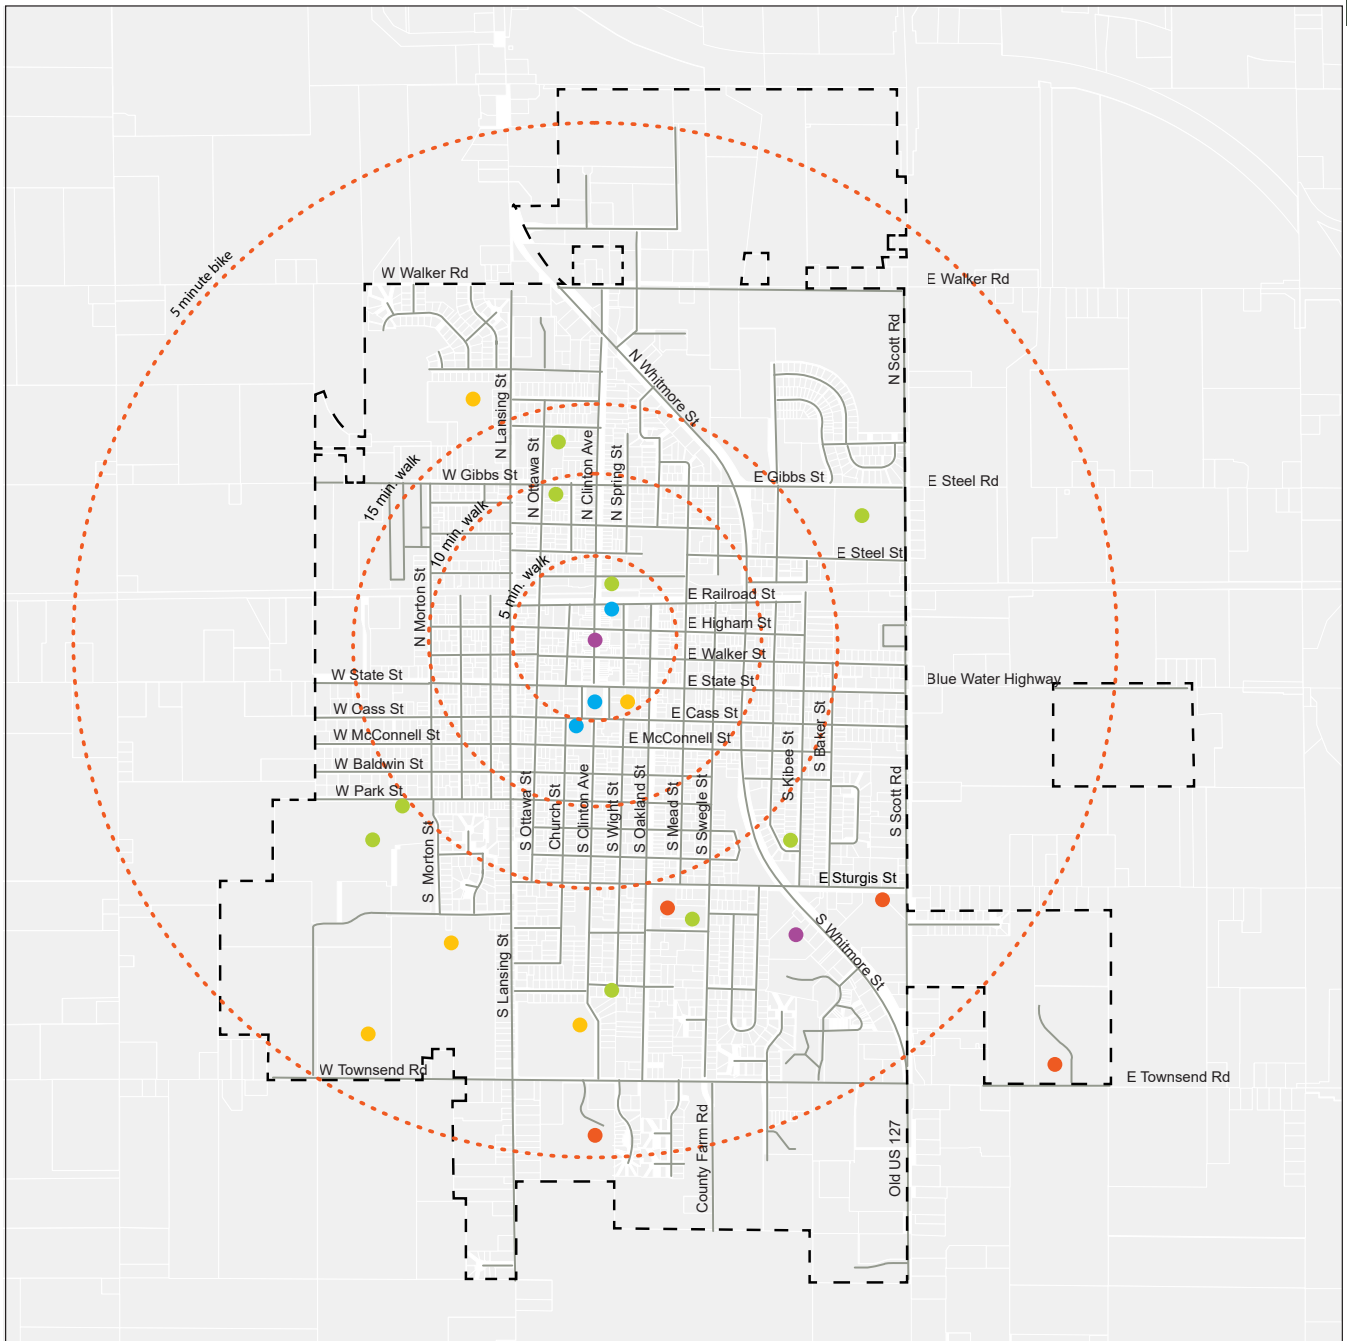 5 minute bike
W Walker Rd
E Walker Rd
N Scott Rd
N Whitmore St
N Lansing St
15 min. walk
W Gibbs St
N Ottawa St
N Clinton Ave
N Spring St
E Gibbs St
E Steel Rd
10 min. walk
E Steel St
5 min. walk
N Morton St
E Railroad St
E Higham St
E Walker St
W State St
E State St
Blue Water Highway
W Cass St
E Cass St
W McConnell St
E McConnell St
S Baker St
S Kibee St
W Baldwin St
W Park St
S Ottawa St
Church St
S Clinton Ave
S Wight St
S Oakland St
S Mead St
S Swegle St
S Scott Rd
S Morton St
E Sturgis St
S Whitmore St
S Lansing St
W Townsend Rd
E Townsend Rd
County Farm Rd
Old US 127